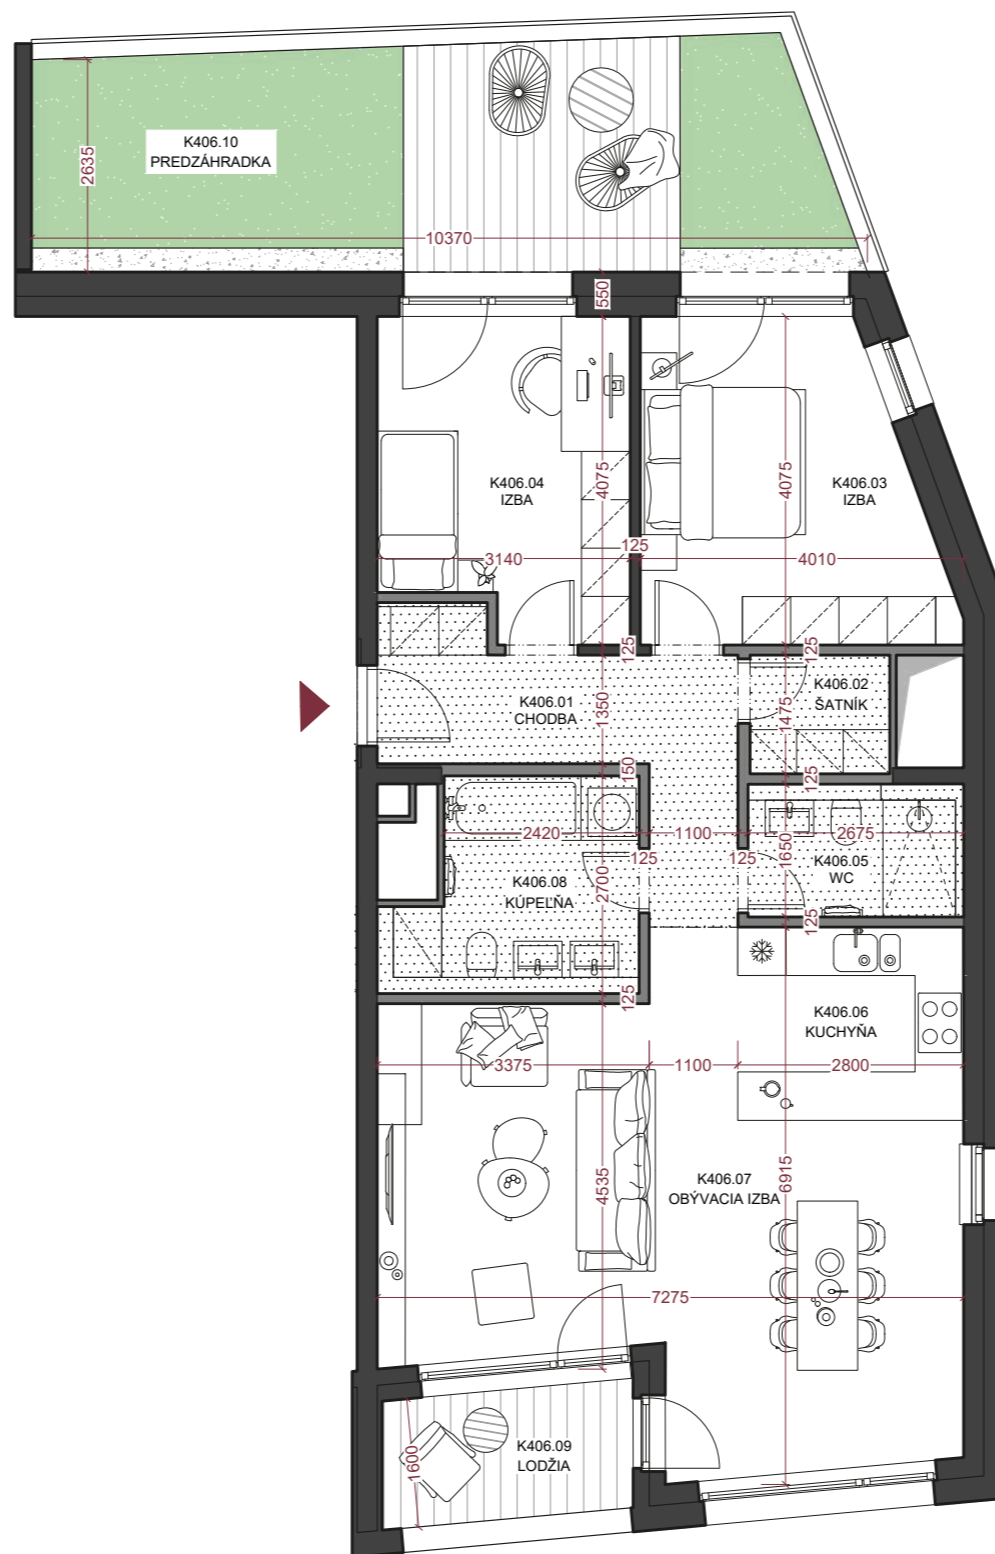 K406.10
PREDZÁHRADKA
2635
10370
550
K406.04
IZBA
4075
K406.03
IZBA
4075
3140
125
4010
125
125
K406.01
CHODBA
1350
K406.02
ŠATNÍK
1475
150
125
2420
1100
2675
125
125
1650
K406.05
WC
K406.08
KÚPEĽŇA
2700
125
125
K406.06
KUCHYŇA
3375
1100
2800
4535
6915
K406.07
OBÝVACIA IZBA
7275
K406.09
LODŽIA
1600